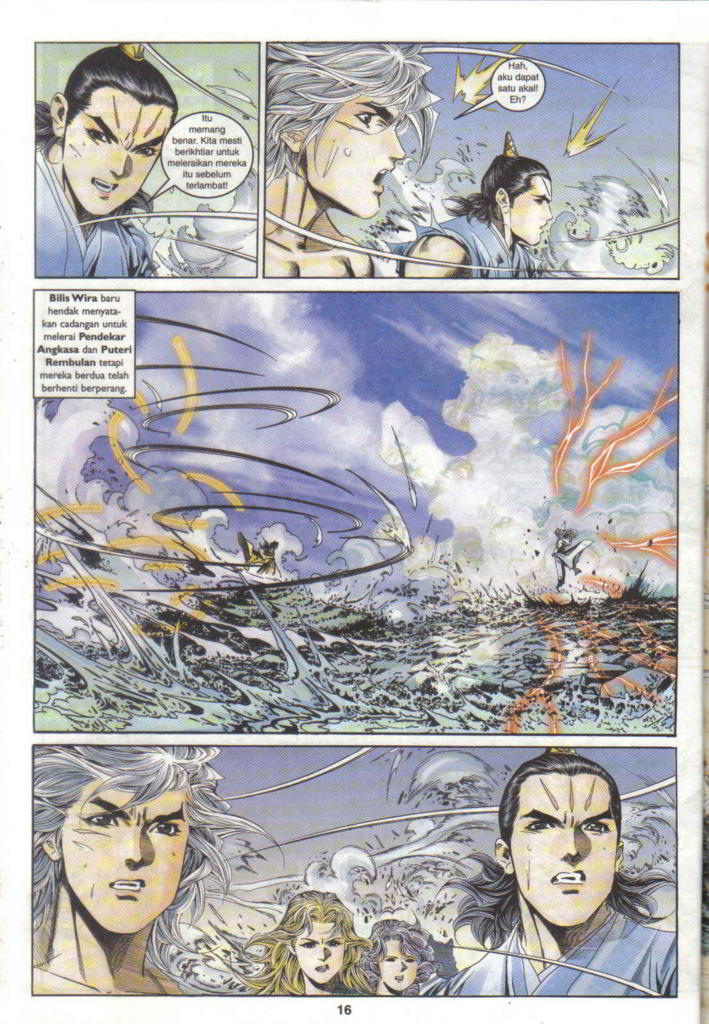 Itu
memang
benar. Kita mesti
berikhtiar untuk
meleraikan mereka
itu sebelum
terlambat!
Hah,
aku dapat
satu akal!
Eh?
Bilis Wira baru
hendak menyata-
kan cadangan untuk
melerai Pendekar
Angkasa dan Puteri
Rembulan tetapi
mereka berdua telah
berhenti berperang.
16